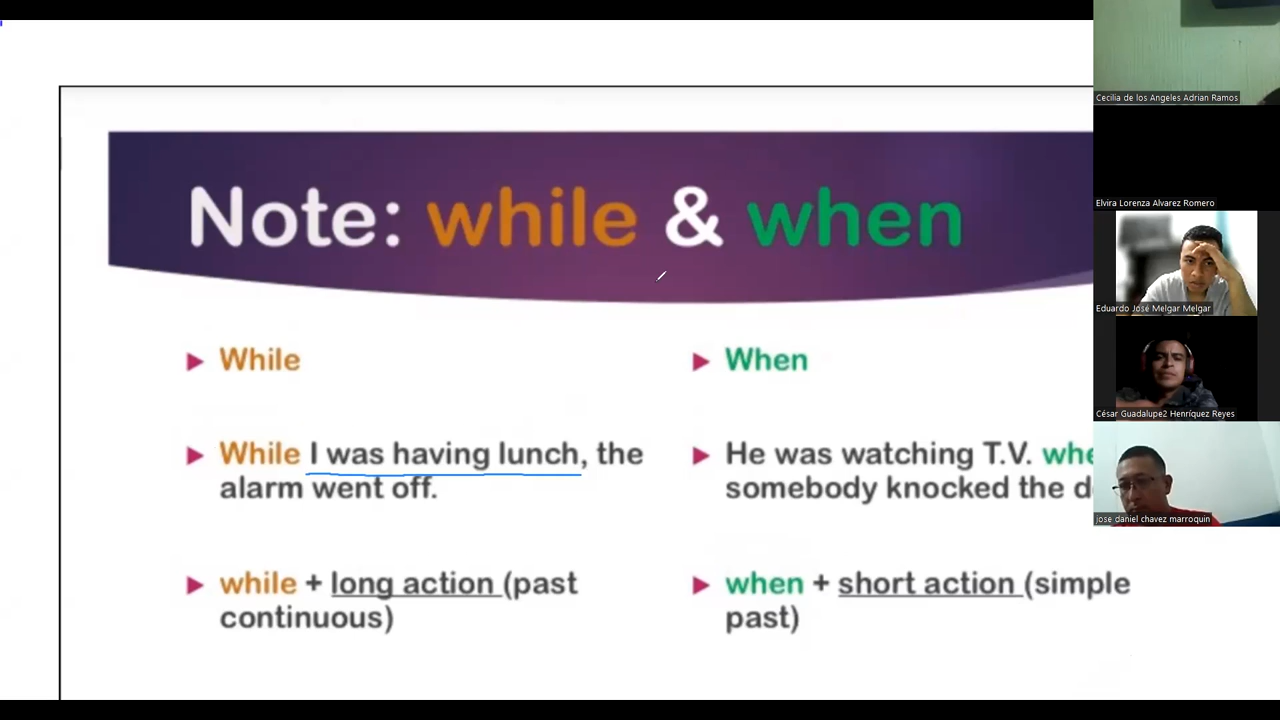 Note: while & when
While
While I was having lunch, the
alarm went off.
while + long action (past
continuous)
When
He was watching T.V.
somebody knocked the
when + short action (simple
past)
Cecilia de los Angeles Adrian Ramos
Elvira Lorenza Alvarez Romero
Eduardo José Melgar Melgar
César Guadalupe2 Henríquez Reyes
jose daniel chavez marroquin